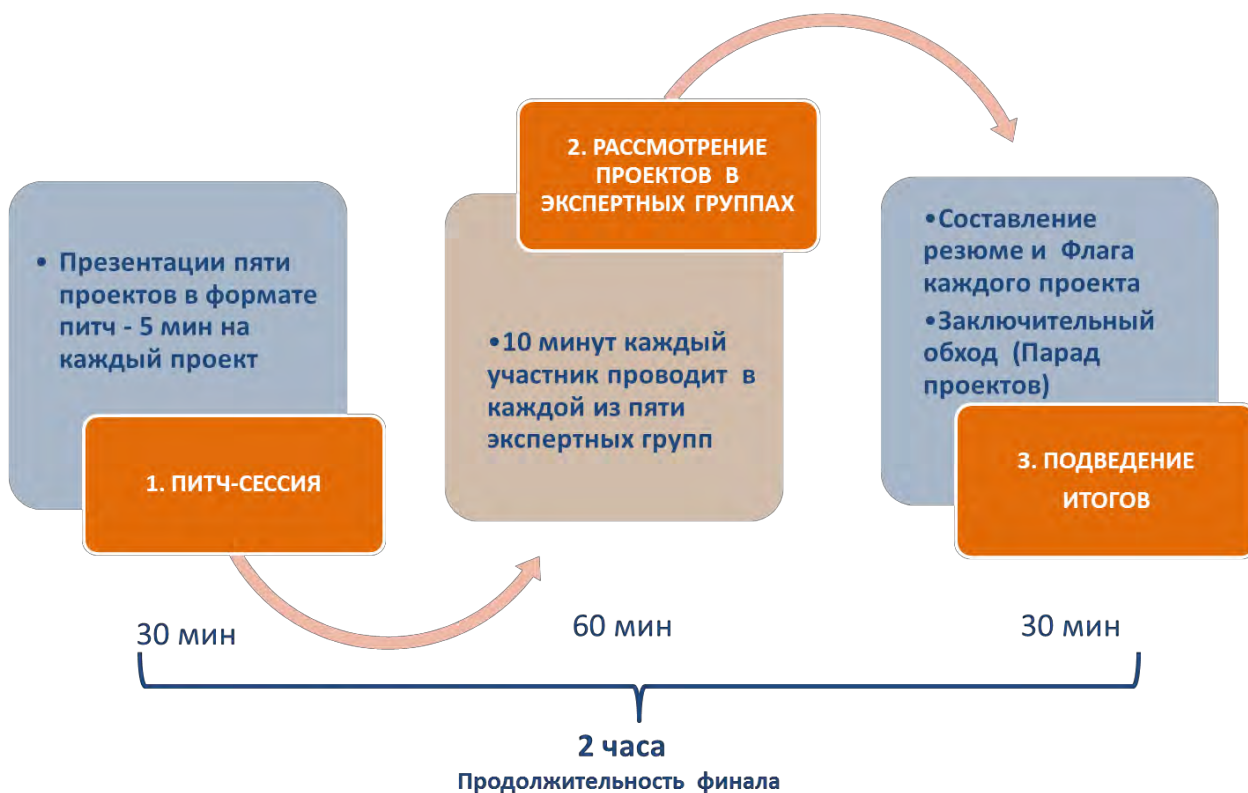 • Презентации пяти
проектов в формате
питч - 5 мин на
каждый проект
1. ПИТЧ-СЕССИЯ
2. РАССМОТРЕНИЕ
ПРОЕКТОВ В
ЭКСПЕРТНЫХ ГРУППАХ
•10 минут каждый
участник проводит в
каждой из пяти
экспертных групп
•Составление
резюме и Флага
каждого проекта
•Заключительный
обход (Парад
проектов)
3. ПОДВЕДЕНИЕ
ИТОГОВ
30 мин
60 мин
30 мин
2 часа
Продолжительность финала